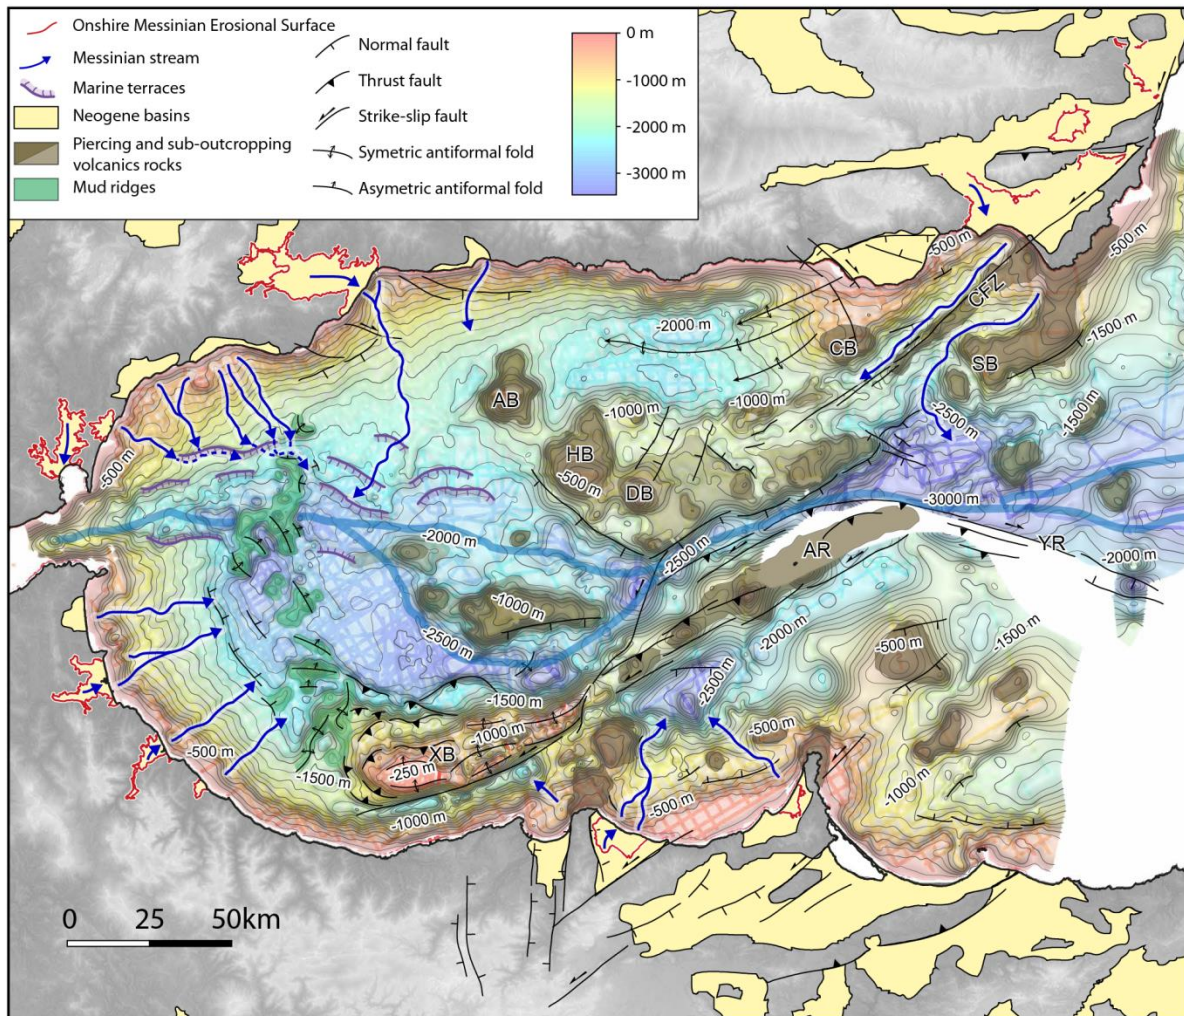 Onshire Messinian Erosional Surface
Messinian stream
Marine terraces
Neogene basins
Piercing and sub-outcropping
volcanics rocks
Mud ridges
Normal fault
Thrust fault
Strike-slip fault
Symetric antiformal fold
Asymetric antiformal fold
0 m
-1000 m
-2000 m
-3000 m
-500 m
-500 m
CFZ
-2000 m
CB
-1500 m
SB
AB
-1000 m
-1000 m
-2500 m
-1500 m
HB
-500 m
-500 m
DB
-3000 m
-2000 m
-2500 m
AR
YR
-2000 m
-1000 m
-2500 m
-2000 m
-500 m
-1500 m
-2500 m
-1500 m
-500 m
-1000 m
XB
-250 m
-500 m
-1500 m
-1000 m
-500 m
-1000 m
0 25 50km